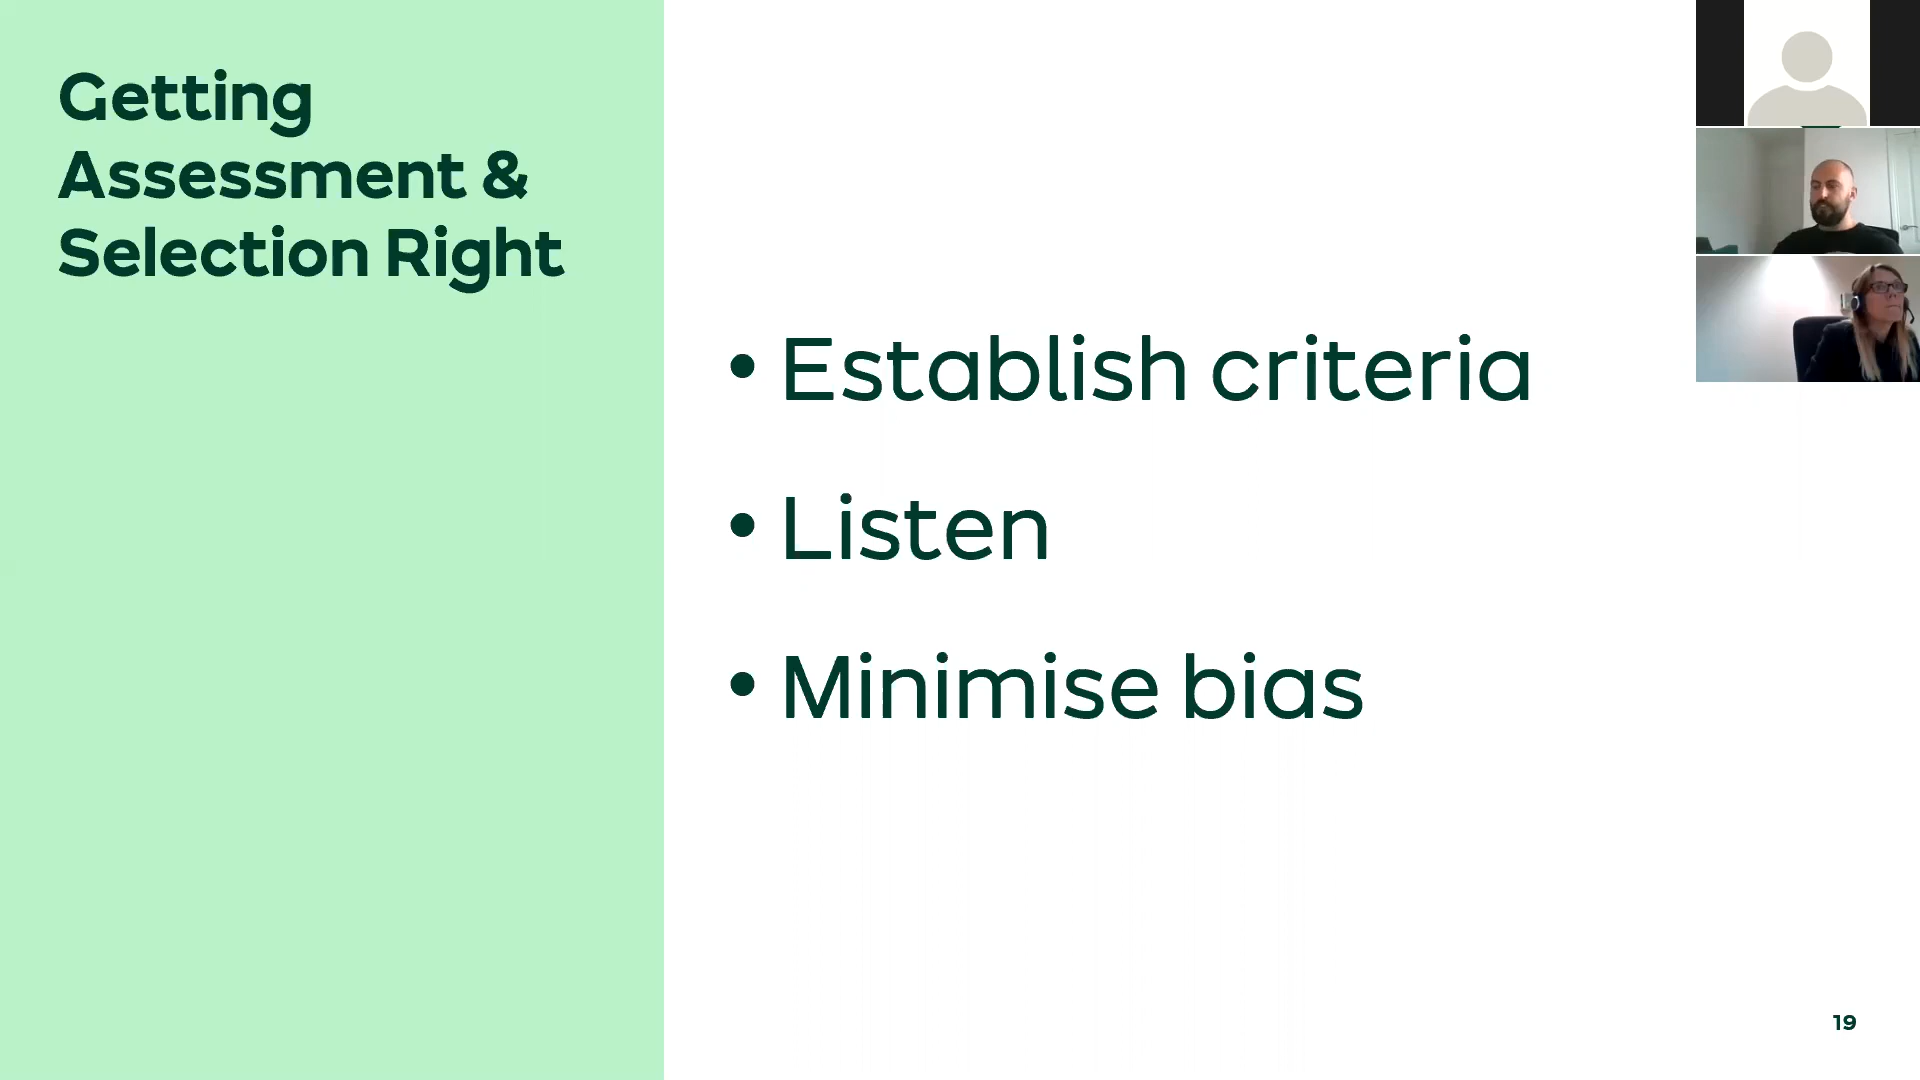 Getting
Assessment &
Selection Right
• Establish criteria
• Listen
• Minimise bias
19